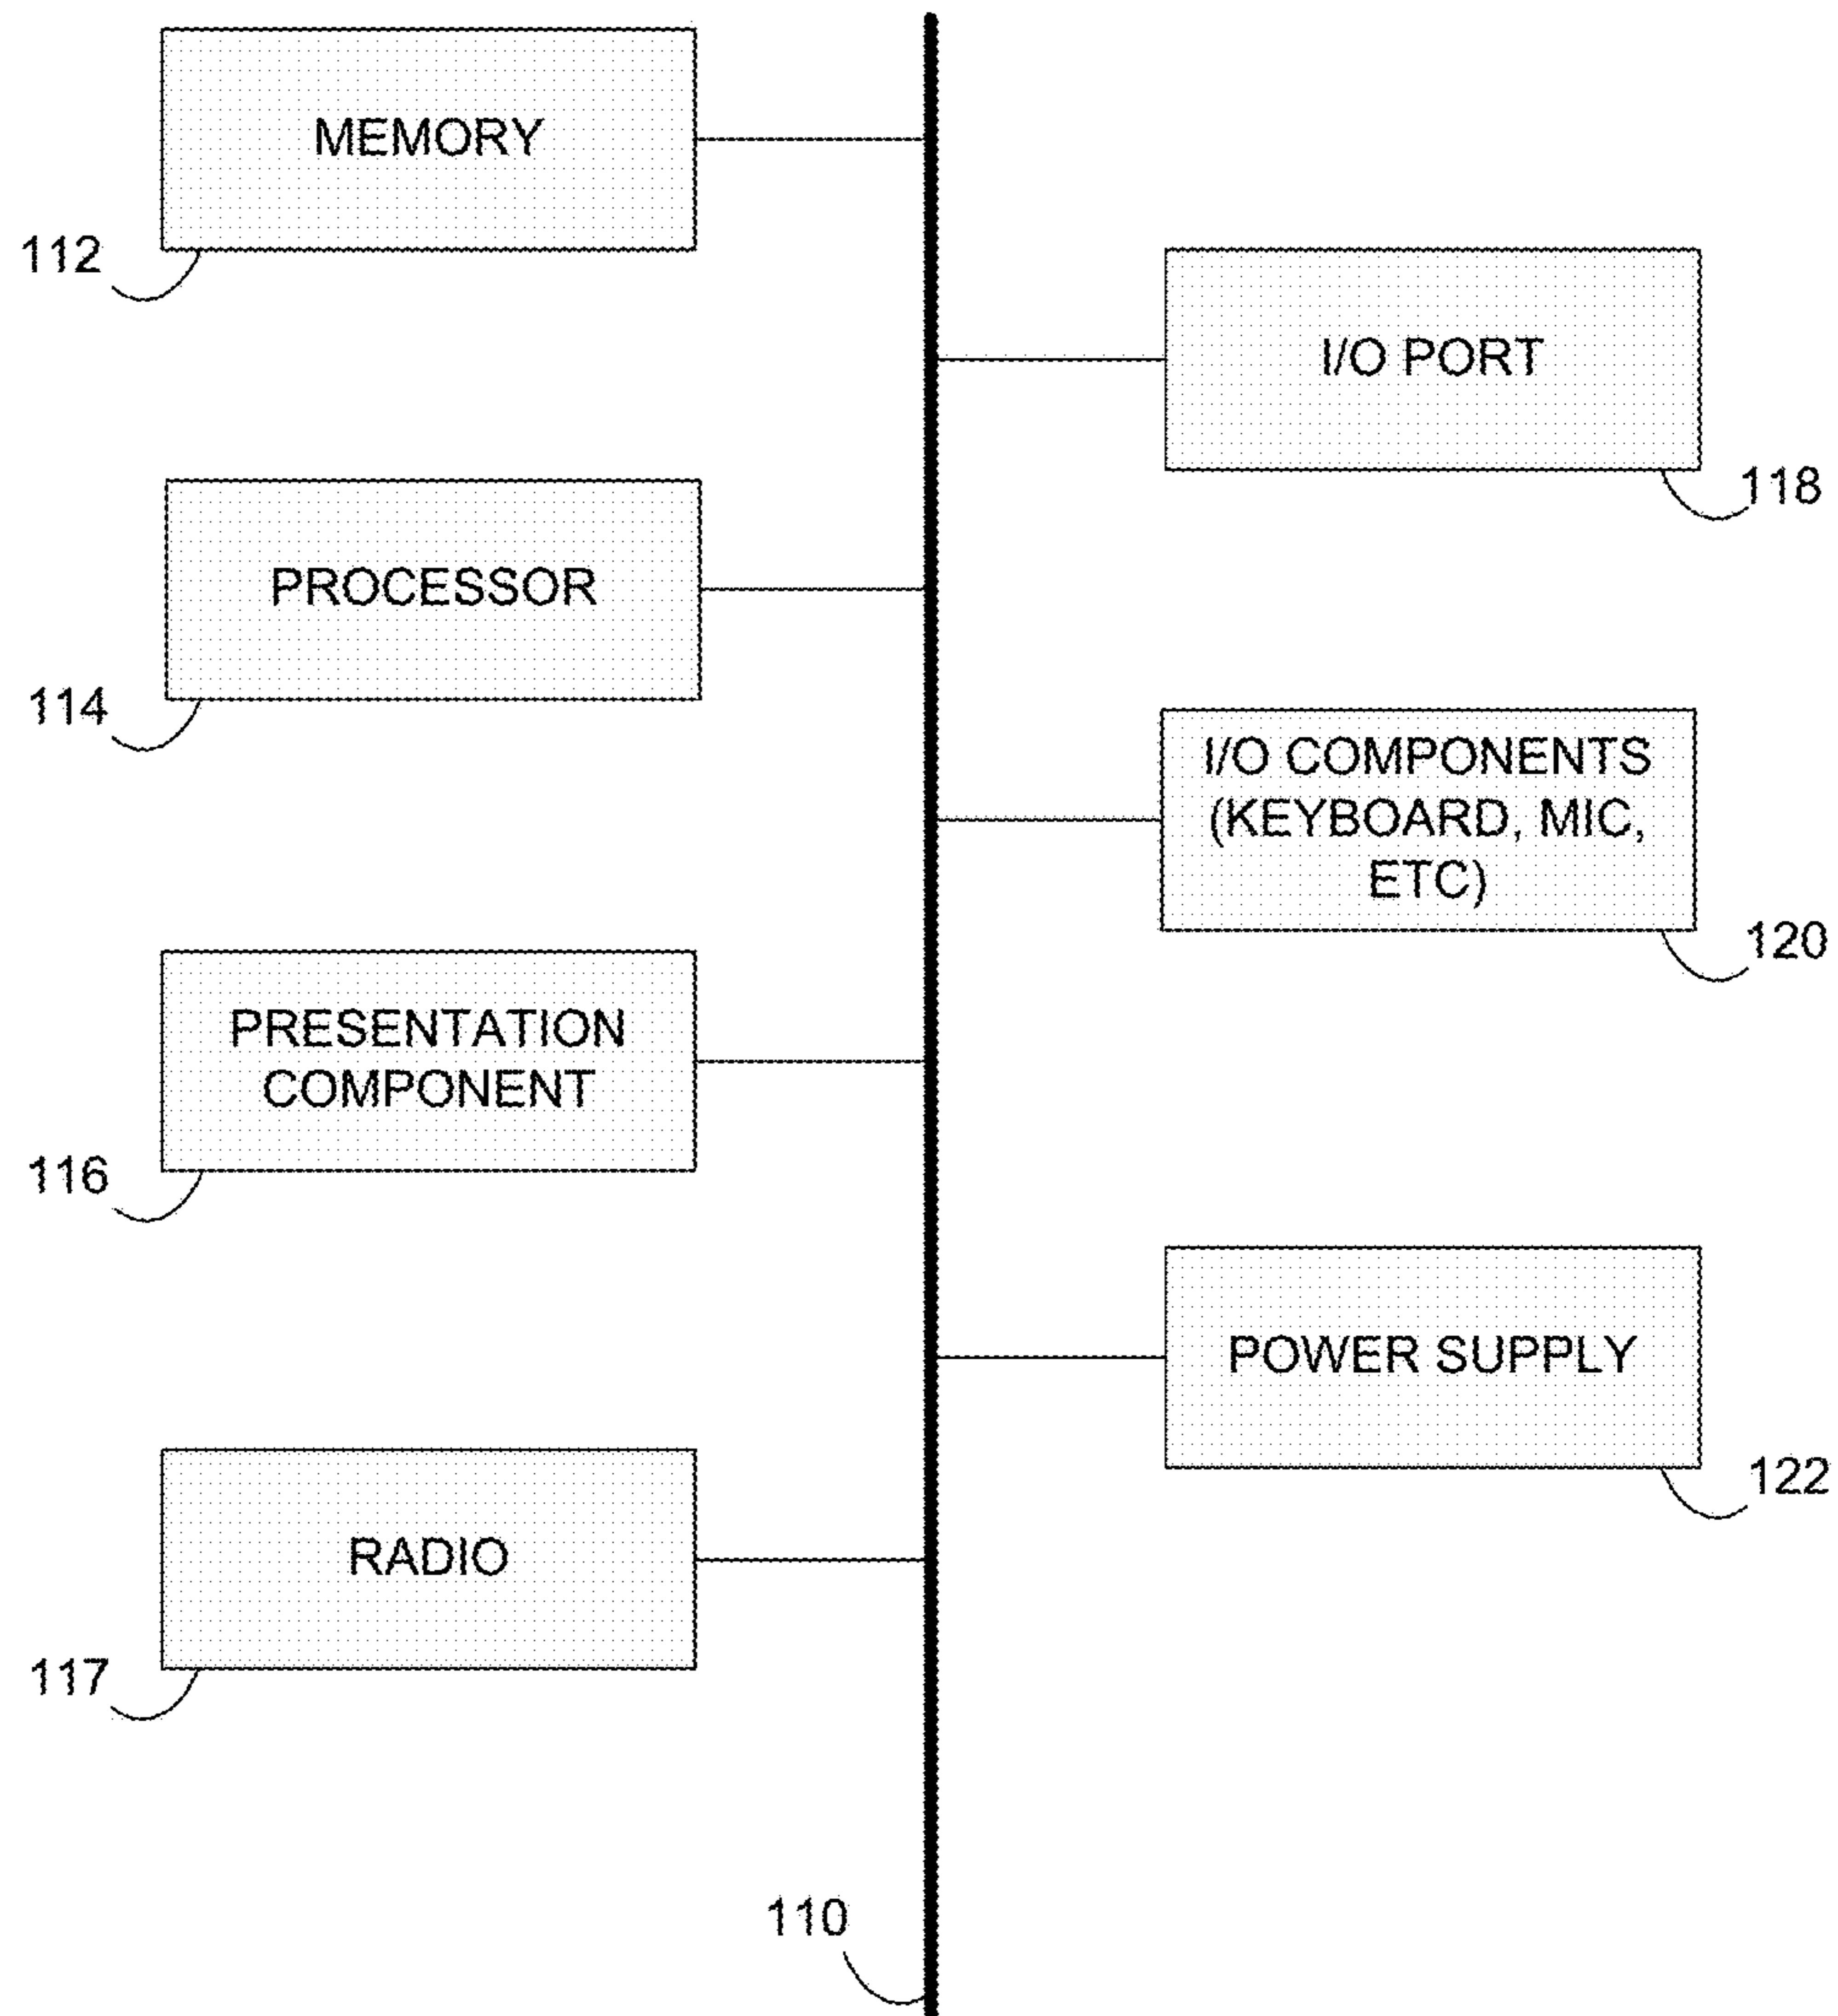 MEMORY
112
I/O PORT
118
PROCESSOR
114
I/O COMPONENTS
(KEYBOARD, MIC,
ETC)
120
PRESENTATION
COMPONENT
116
POWER SUPPLY
122
RADIO
117
110